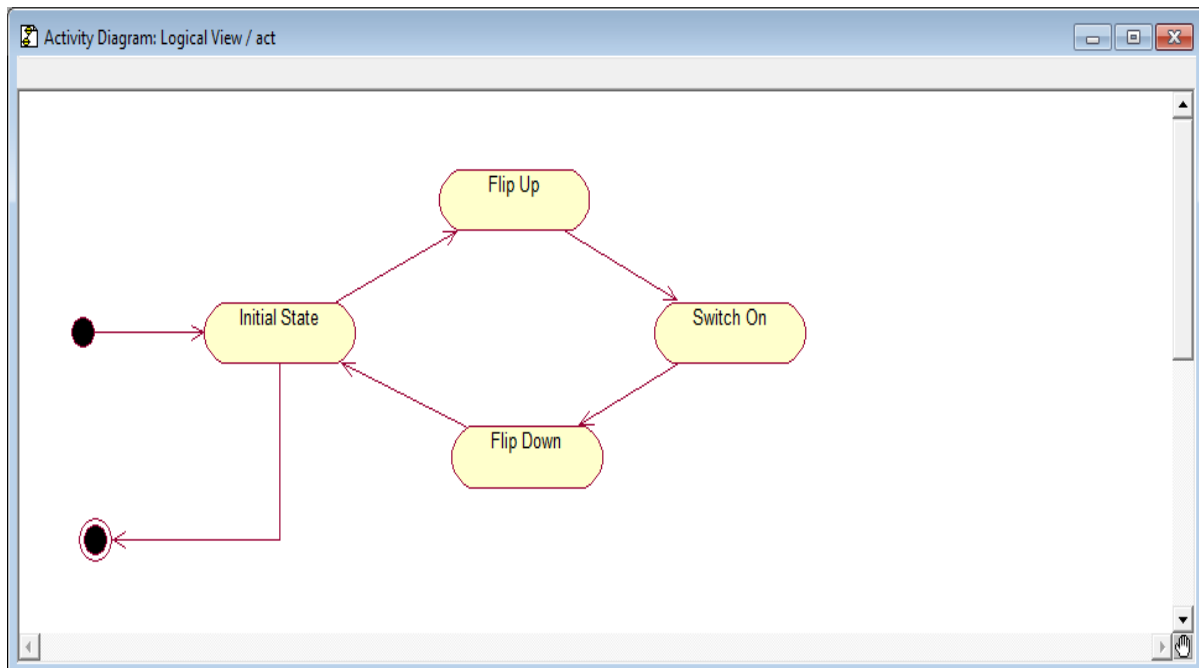 Activity Diagram: Logical View / act
Flip Up
Initial State
Switch On
Flip Down